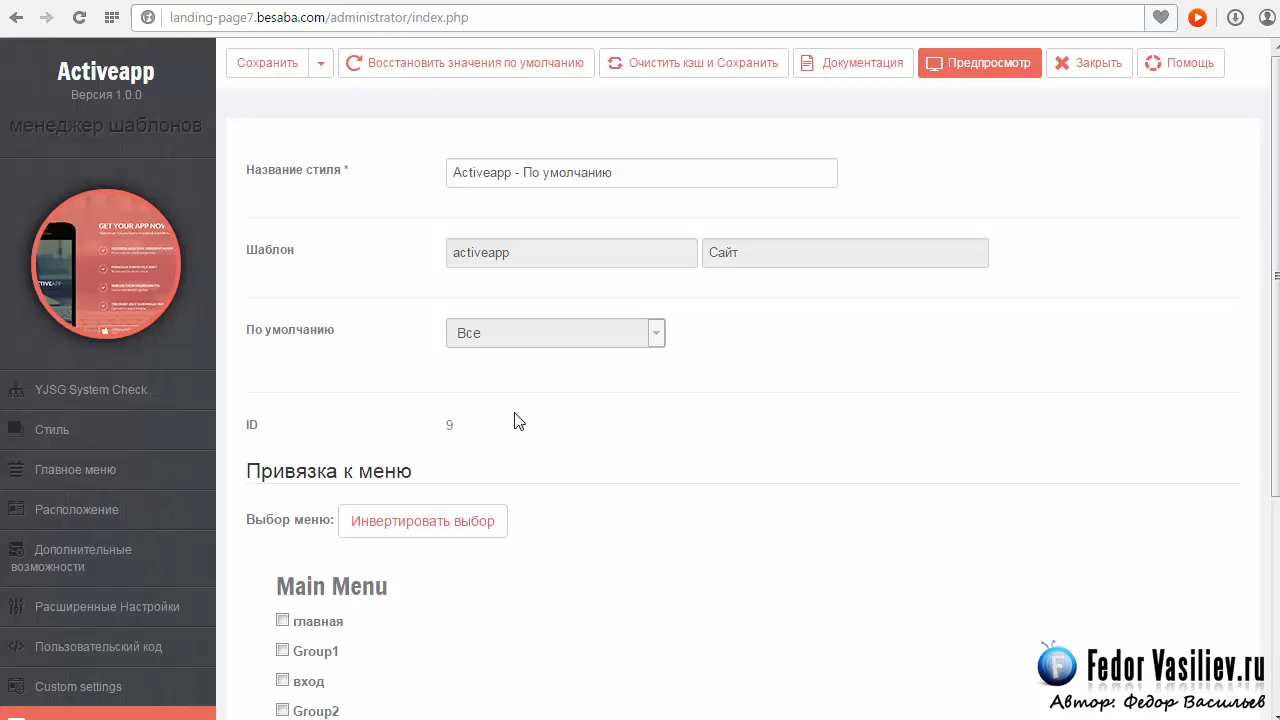 landing-page7.besaba.com/administrator/index.php
Activeapp
Версия 1.0.0
менеджер шаблонов
GET YOUR APP NOW
YJSG System Check...
Стиль
Главное меню
Расположение
Дополнительные
возможности
Расширенные Настройки
Пользовательский код
Custom settings
Сохранить
Восстановить значения по умолчанию
Очистить кэш и Сохранить
Документация
Предпросмотр
Закрыть
Помощь
Название стиля *
Activeapp - По умолчанию
Шаблон
activeapp
Сайт
По умолчанию
Все
ID
9
Привязка к меню
Выбор меню:
Инвертировать выбор
Main Menu
главная
Group1
вход
Group2
Fedor Vasiliev.ru
Автор: Федор Васильев